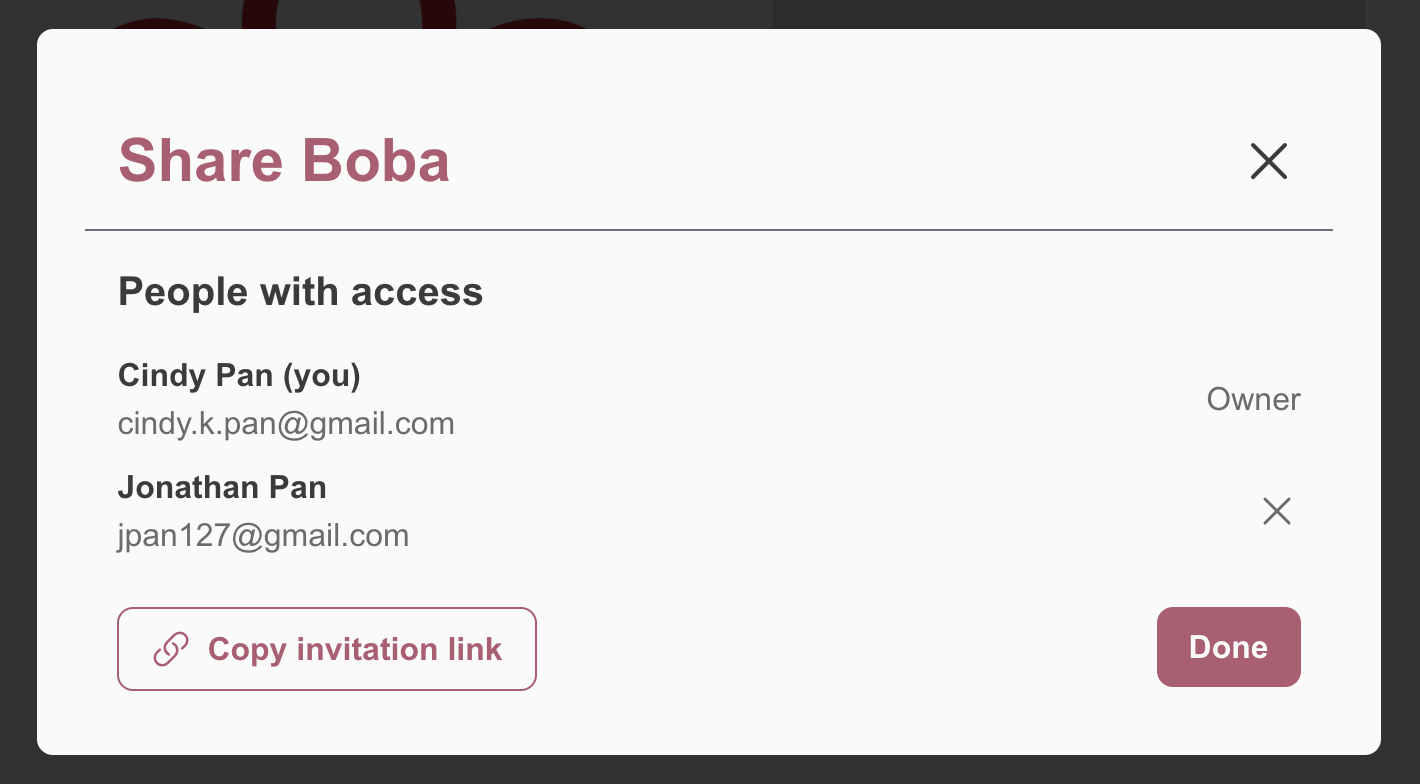 Share Boba
People with access
Cindy Pan (you)
cindy.k.pan@gmail.com
Owner
Jonathan Pan
jpan127@gmail.com
Copy invitation link
Done